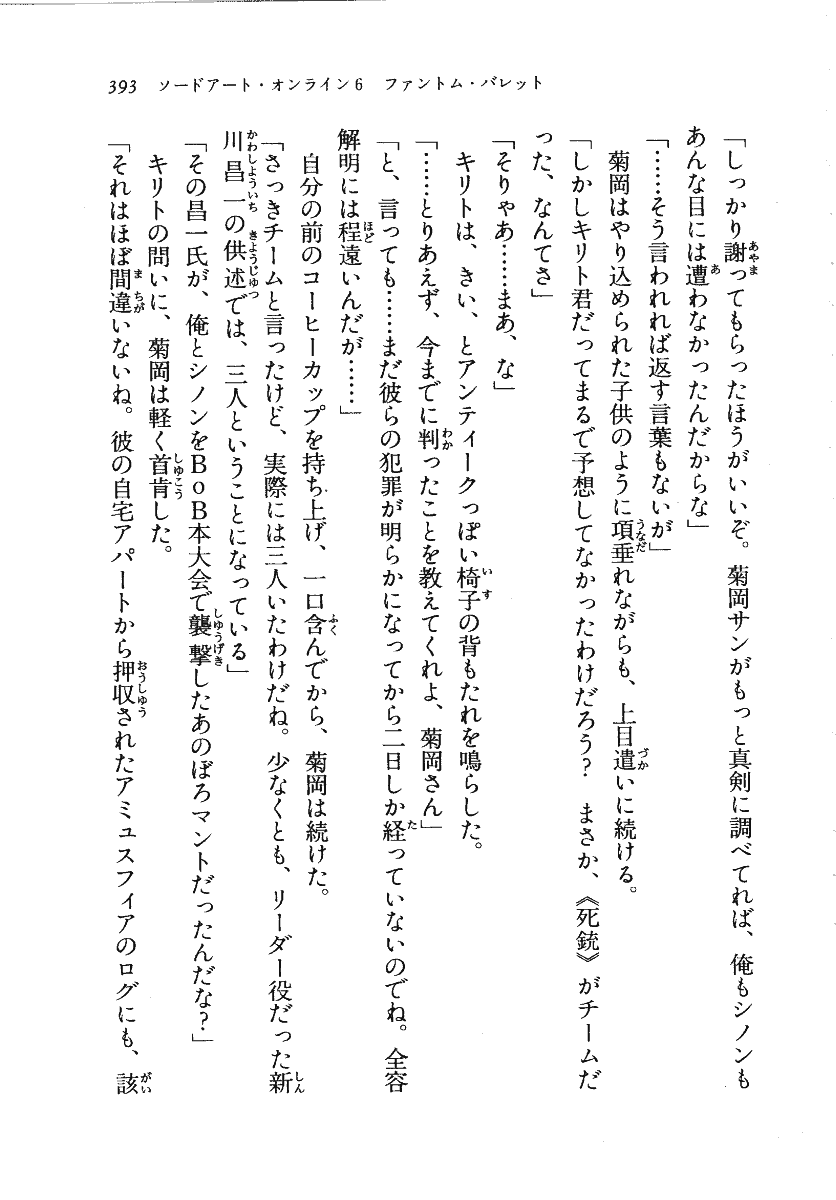 393　ソードアート・オンライン6　ファントム・バレット
「しっかり謝ってもらったほうがいいぞ。菊岡サンがもっと真剣に調べてれば、俺もシノンも
あんな目には遭わなかったんだからな」
「……そう言われれば返す言葉もないが」
　菊岡はやり込められた子供のように項垂れながらも、上目遣いに続ける。
「しかしキリト君だってまるで予想してなかったわけだろう？　まさか、《死銃》がチームだ
った、なんてさ」
「そりゃあ……まあ、な」
　キリトは、きい、とアンティークっぽい椅子の背もたれを鳴らした。
「……とりあえず、今までに判ったことを教えてくれよ、菊岡さん」
「と、言っても……まだ彼らの犯罪が明らかになってから二日しか経っていないのでね。全容
解明には程遠いんだが……」
　自分の前のコーヒーカップを持ち上げ、一口含んでから、菊岡は続けた。
「さっきチームと言ったけど、実際には三人いたわけだね。少なくとも、リーダー役だった新
川昌一の供述では、三人ということになっている」
「その昌一氏が、俺とシノンをＢｏＢ本大会で襲撃したあのぼろマントだったんだな？」
　キリトの問いに、菊岡は軽く首肯した。
「それはほぼ間違いないね。彼の自宅アパートから押収されたアミュスフィアのログにも、該